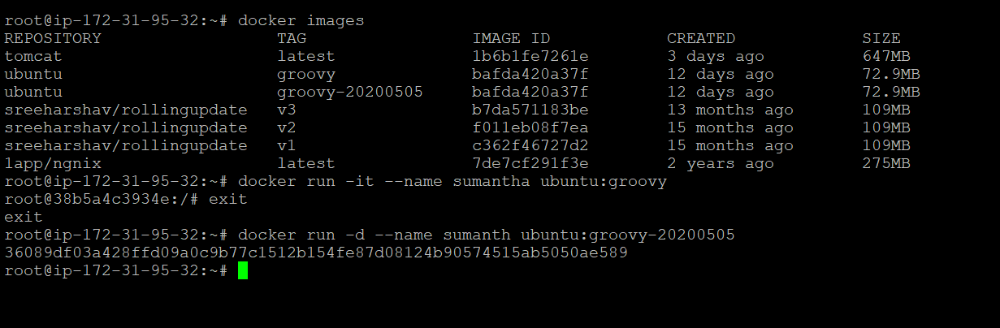 root@ip-172-31-95-32:~# docker images
REPOSITORY TAG IMAGE ID CREATED SIZE
tomcat latest 1b6b1fe7261e 3 days ago 647MB
ubuntu groovy bafda420a37f 12 days ago 72.9MB
ubuntu groovy-20200505 bafda420a37f 12 days ago 72.9MB
sreeharshav/rollingupdate v3 b7da571183be 13 months ago 109MB
sreeharshav/rollingupdate v2 f011eb08f7ea 15 months ago 109MB
sreeharshav/rollingupdate v1 c362f46727d2 15 months ago 109MB
1app/ngnix latest 7de7cf291f3e 2 years ago 275MB
root@ip-172-31-95-32:~# docker run -it --name sumantha ubuntu:groovy
root@38b5a4c3934e:/# exit
exit
root@ip-172-31-95-32:~# docker run -d --name sumanth ubuntu:groovy-20200505
36089df03a428ffd09a0c9b77c1512b154fe87d08124b90574515ab5050ae589
root@ip-172-31-95-32:~#